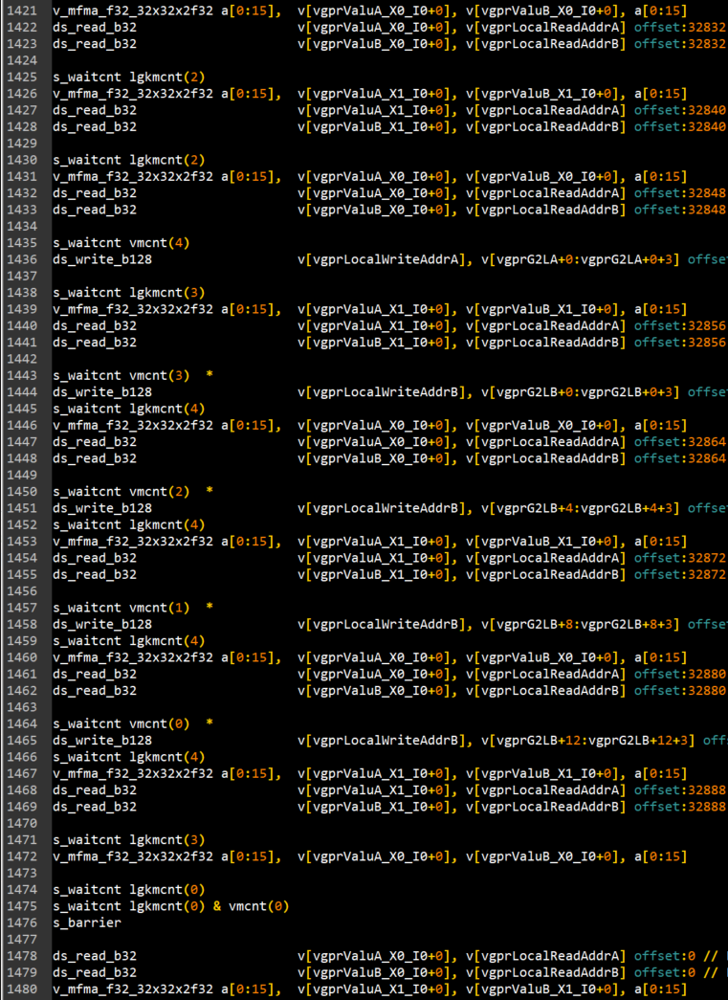 1421 v_mfma_f32_32x32x2f32 a[0:15], v[vgprValuA_X0_I0+0], v[vgprValuB_X0_I0+0], a[0:15]
1422 ds_read_b32 v[vgprValuA_X0_I0+0], v[vgprLocalReadAddrA] offset:32832
1423 ds_read_b32 v[vgprValuB_X0_I0+0], v[vgprLocalReadAddrB] offset:32832
1424
1425 s_waitcnt lgkmcnt(2)
1426 v_mfma_f32_32x32x2f32 a[0:15], v[vgprValuA_X1_I0+0], v[vgprValuB_X1_I0+0], a[0:15]
1427 ds_read_b32 v[vgprValuA_X1_I0+0], v[vgprLocalReadAddrA] offset:32840
1428 ds_read_b32 v[vgprValuB_X1_I0+0], v[vgprLocalReadAddrB] offset:32840
1429
1430 s_waitcnt lgkmcnt(2)
1431 v_mfma_f32_32x32x2f32 a[0:15], v[vgprValuA_X0_I0+0], v[vgprValuB_X0_I0+0], a[0:15]
1432 ds_read_b32 v[vgprValuA_X0_I0+0], v[vgprLocalReadAddrA] offset:32848
1433 ds_read_b32 v[vgprValuB_X0_I0+0], v[vgprLocalReadAddrB] offset:32848
1434
1435 s_waitcnt vmcnt(4)
1436 ds_write_b128 v[vgprLocalWriteAddrA], v[vgprG2LA+0:vgprG2LA+0+3] offse
1437
1438 s_waitcnt lgkmcnt(3)
1439 v_mfma_f32_32x32x2f32 a[0:15], v[vgprValuA_X1_I0+0], v[vgprValuB_X1_I0+0], a[0:15]
1440 ds_read_b32 v[vgprValuA_X1_I0+0], v[vgprLocalReadAddrA] offset:32856
1441 ds_read_b32 v[vgprValuB_X1_I0+0], v[vgprLocalReadAddrB] offset:32856
1442
1443 s_waitcnt vmcnt(3) *
1444 ds_write_b128 v[vgprLocalWriteAddrB], v[vgprG2LB+0:vgprG2LB+0+3] offse
1445 s_waitcnt lgkmcnt(4)
1446 v_mfma_f32_32x32x2f32 a[0:15], v[vgprValuA_X0_I0+0], v[vgprValuB_X0_I0+0], a[0:15]
1447 ds_read_b32 v[vgprValuA_X0_I0+0], v[vgprLocalReadAddrA] offset:32864
1448 ds_read_b32 v[vgprValuB_X0_I0+0], v[vgprLocalReadAddrB] offset:32864
1449
1450 s_waitcnt vmcnt(2) *
1451 ds_write_b128 v[vgprLocalWriteAddrB], v[vgprG2LB+4:vgprG2LB+4+3] offse
1452 s_waitcnt lgkmcnt(4)
1453 v_mfma_f32_32x32x2f32 a[0:15], v[vgprValuA_X1_I0+0], v[vgprValuB_X1_I0+0], a[0:15]
1454 ds_read_b32 v[vgprValuA_X1_I0+0], v[vgprLocalReadAddrA] offset:32872
1455 ds_read_b32 v[vgprValuB_X1_I0+0], v[vgprLocalReadAddrB] offset:32872
1456
1457 s_waitcnt vmcnt(1) *
1458 ds_write_b128 v[vgprLocalWriteAddrB], v[vgprG2LB+8:vgprG2LB+8+3] offse
1459 s_waitcnt lgkmcnt(4)
1460 v_mfma_f32_32x32x2f32 a[0:15], v[vgprValuA_X0_I0+0], v[vgprValuB_X0_I0+0], a[0:15]
1461 ds_read_b32 v[vgprValuA_X0_I0+0], v[vgprLocalReadAddrA] offset:32880
1462 ds_read_b32 v[vgprValuB_X0_I0+0], v[vgprLocalReadAddrB] offset:32880
1463
1464 s_waitcnt vmcnt(0) *
1465 ds_write_b128 v[vgprLocalWriteAddrB], v[vgprG2LB+12:vgprG2LB+12+3] off
1466 s_waitcnt lgkmcnt(4)
1467 v_mfma_f32_32x32x2f32 a[0:15], v[vgprValuA_X1_I0+0], v[vgprValuB_X1_I0+0], a[0:15]
1468 ds_read_b32 v[vgprValuA_X1_I0+0], v[vgprLocalReadAddrA] offset:32888
1469 ds_read_b32 v[vgprValuB_X1_I0+0], v[vgprLocalReadAddrB] offset:32888
1470
1471 s_waitcnt lgkmcnt(3)
1472 v_mfma_f32_32x32x2f32 a[0:15], v[vgprValuA_X0_I0+0], v[vgprValuB_X0_I0+0], a[0:15]
1473
1474 s_waitcnt lgkmcnt(0)
1475 s_waitcnt lgkmcnt(0) & vmcnt(0)
1476 s_barrier
1477
1478 ds_read_b32 v[vgprValuA_X0_I0+0], v[vgprLocalReadAddrA] offset:0 //
1479 ds_read_b32 v[vgprValuB_X0_I0+0], v[vgprLocalReadAddrB] offset:0 //
1480 v_mfma_f32_32x32x2f32 a[0:15], v[vgprValuA_X1_I0+0], v[vgprValuB_X1_I0+0], a[0:15]